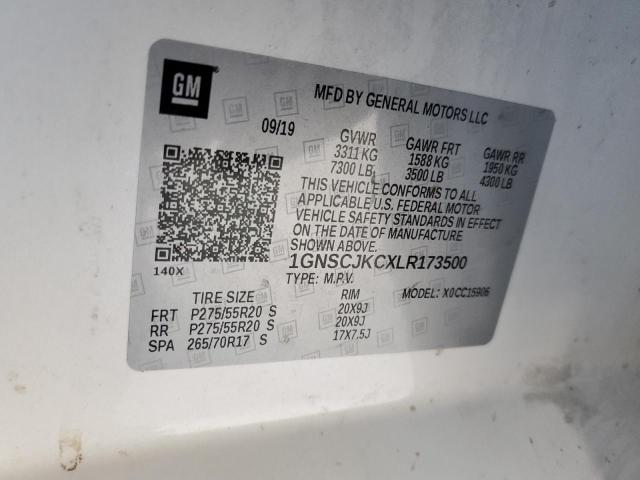 GM
MFD BY GENERAL MOTORS LLC
09/19
GVWR GAWR FRT GAWR RR
3311 KG 1588 KG 1950 KG
7300 LB 3500 LB 4300 LB
THIS VEHICLE CONFORMS TO ALL
APPLICABLE U.S. FEDERAL MOTOR
VEHICLE SAFETY STANDARDS IN EFFECT
ON THE DATE OF MANUFACTURE
SHOWN ABOVE.
140X
1GNSCJKCXLR173500
TYPE: M.P.V. MODEL: X0CC15906
TIRE SIZE RIM
FRT P275/55R20 S 20X9J
RR P275/55R20 S 20X9J
SPA 265/70R17 S 17X7.5J